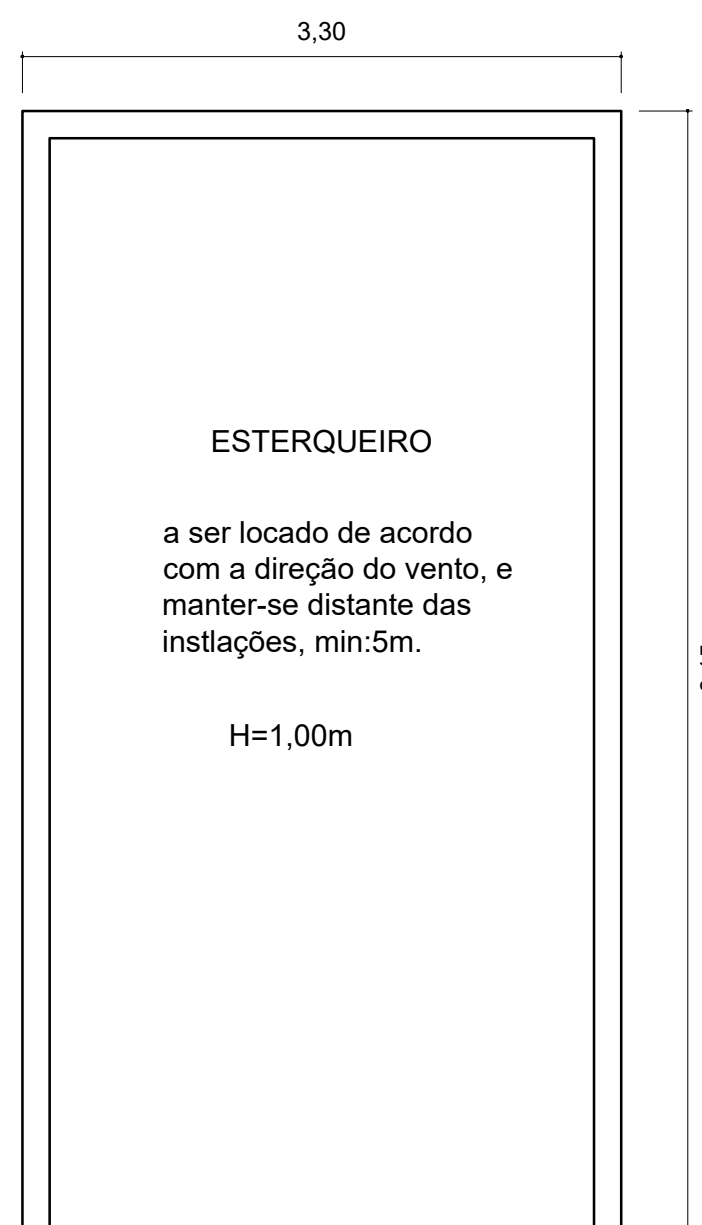 3,30
ESTERQUEIRO
a ser locado de acordo
com a direção do vento, e
manter-se distante das
instlações, min:5m.
H=1,00m